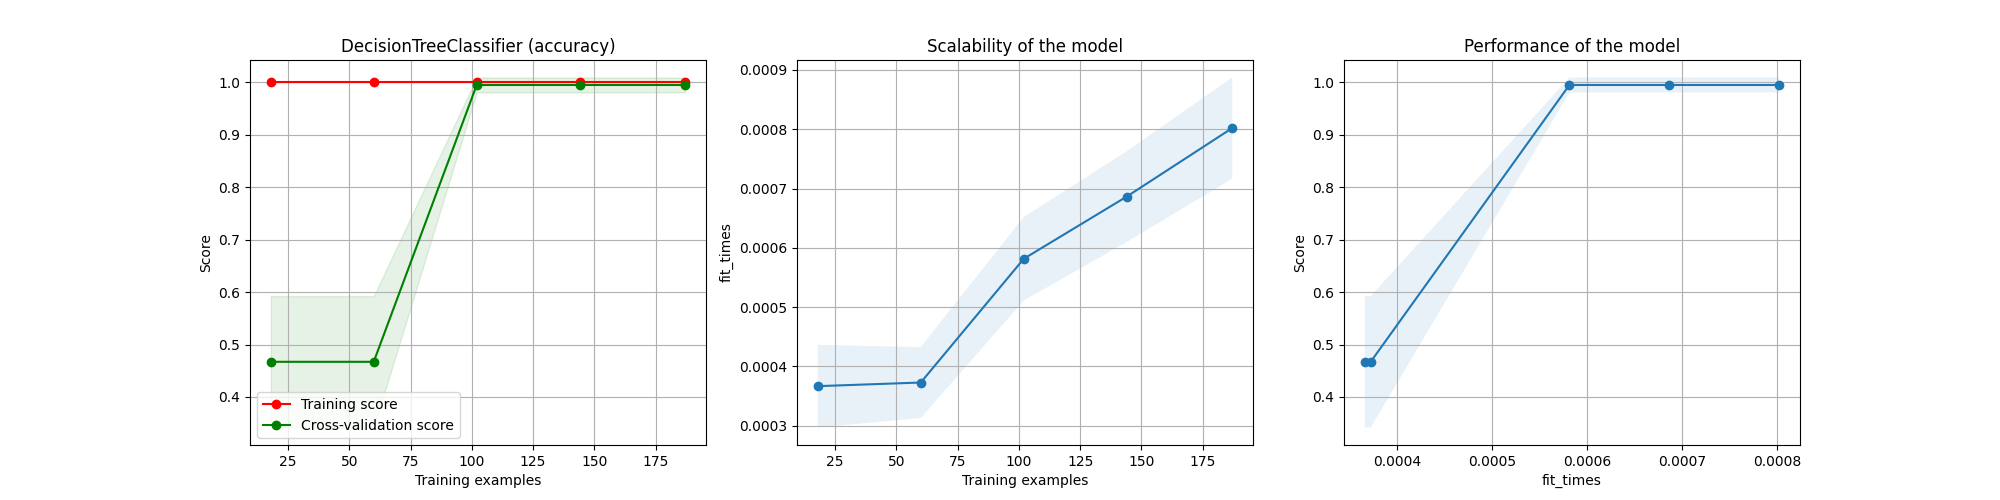 DecisionTreeClassifier (accuracy)
1.0
0.9
0.8
0.7
0.6
0.5
0.4
Score
Training score
Cross-validation score
25 50 75 100 125 150 175
Training examples
Scalability of the model
0.0009
0.0008
0.0007
0.0006
0.0005
0.0004
0.0003
fit_times
25 50 75 100 125 150 175
Training examples
Performance of the model
1.0
0.9
0.8
0.7
0.6
0.5
0.4
Score
0.0004 0.0005 0.0006 0.0007 0.0008
fit_times